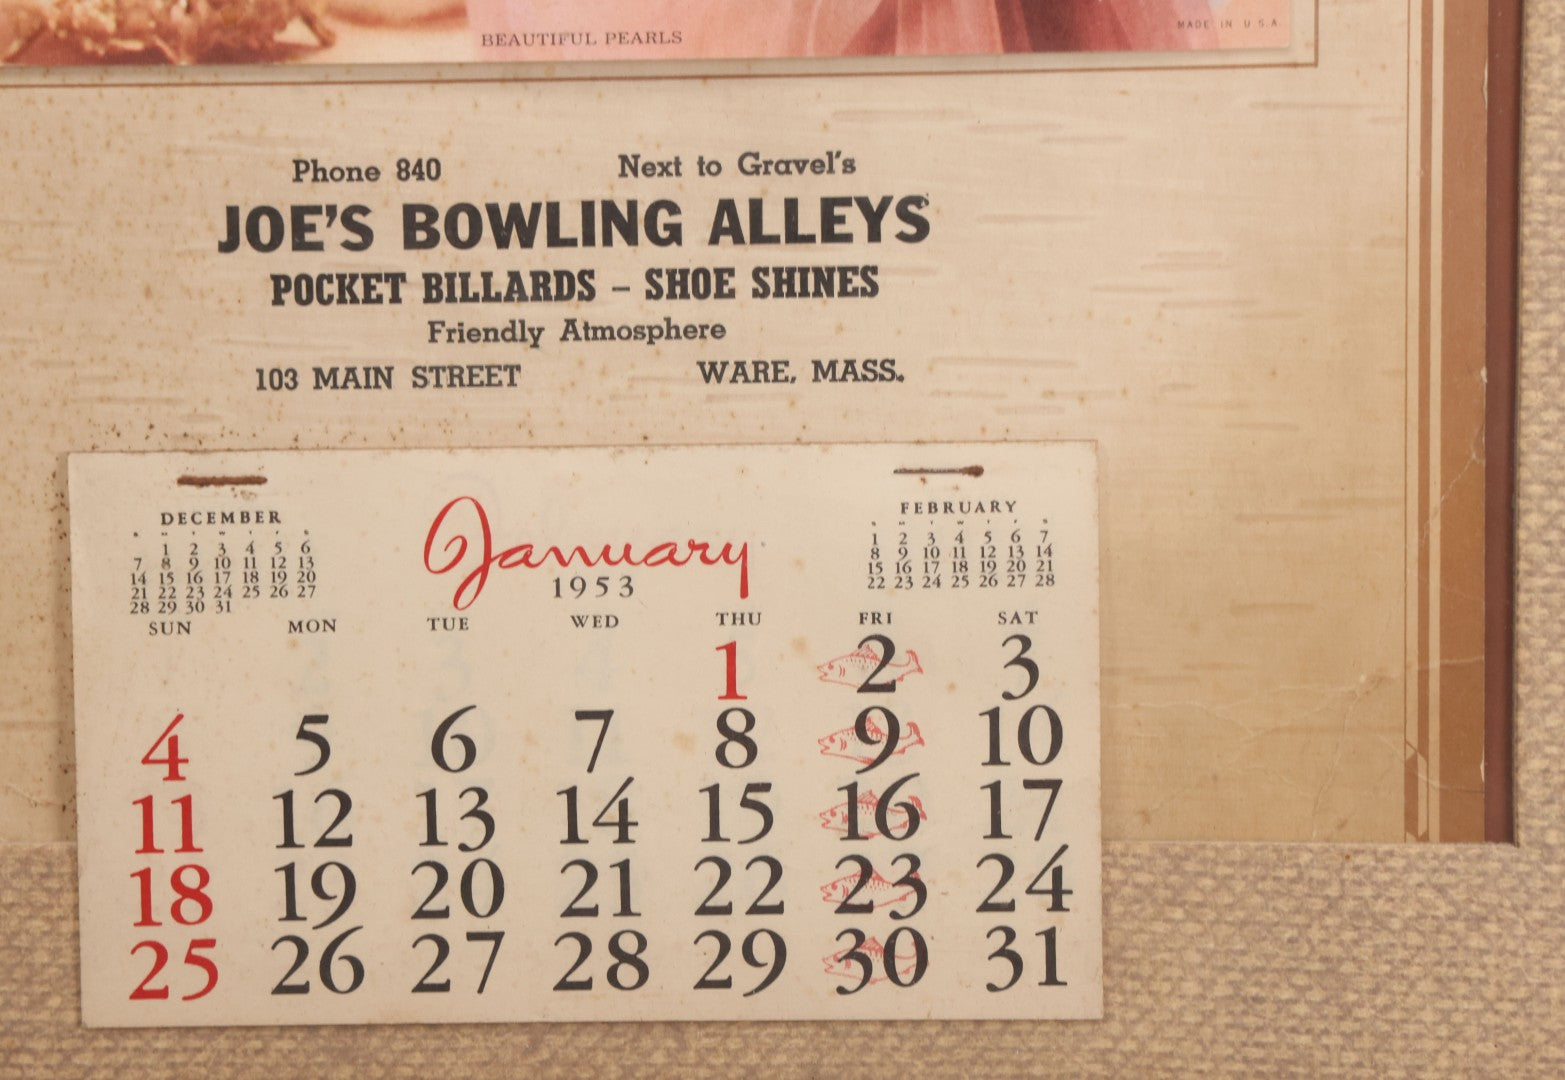 BEAUTIFUL PEARLS
MADE IN U S A
Phone 840 Next to Gravel's
JOE'S BOWLING ALLEYS
POCKET BILLARDS – SHOE SHINES
Friendly Atmosphere
103 MAIN STREET WARE, MASS.
DECEMBER
1 2 3 4 5 6
7 8 9 10 11 12 13
14 15 16 17 18 19 20
21 22 23 24 25 26 27
28 29 30 31
January
1953
FEBRUARY
1 2 3 4 5 6 7
8 9 10 11 12 13 14
15 16 17 18 19 20 21
22 23 24 25 26 27 28
SUN MON TUE WED THU FRI SAT
1 2 3
4 5 6 7 8 9 10
11 12 13 14 15 16 17
18 19 20 21 22 23 24
25 26 27 28 29 30 31